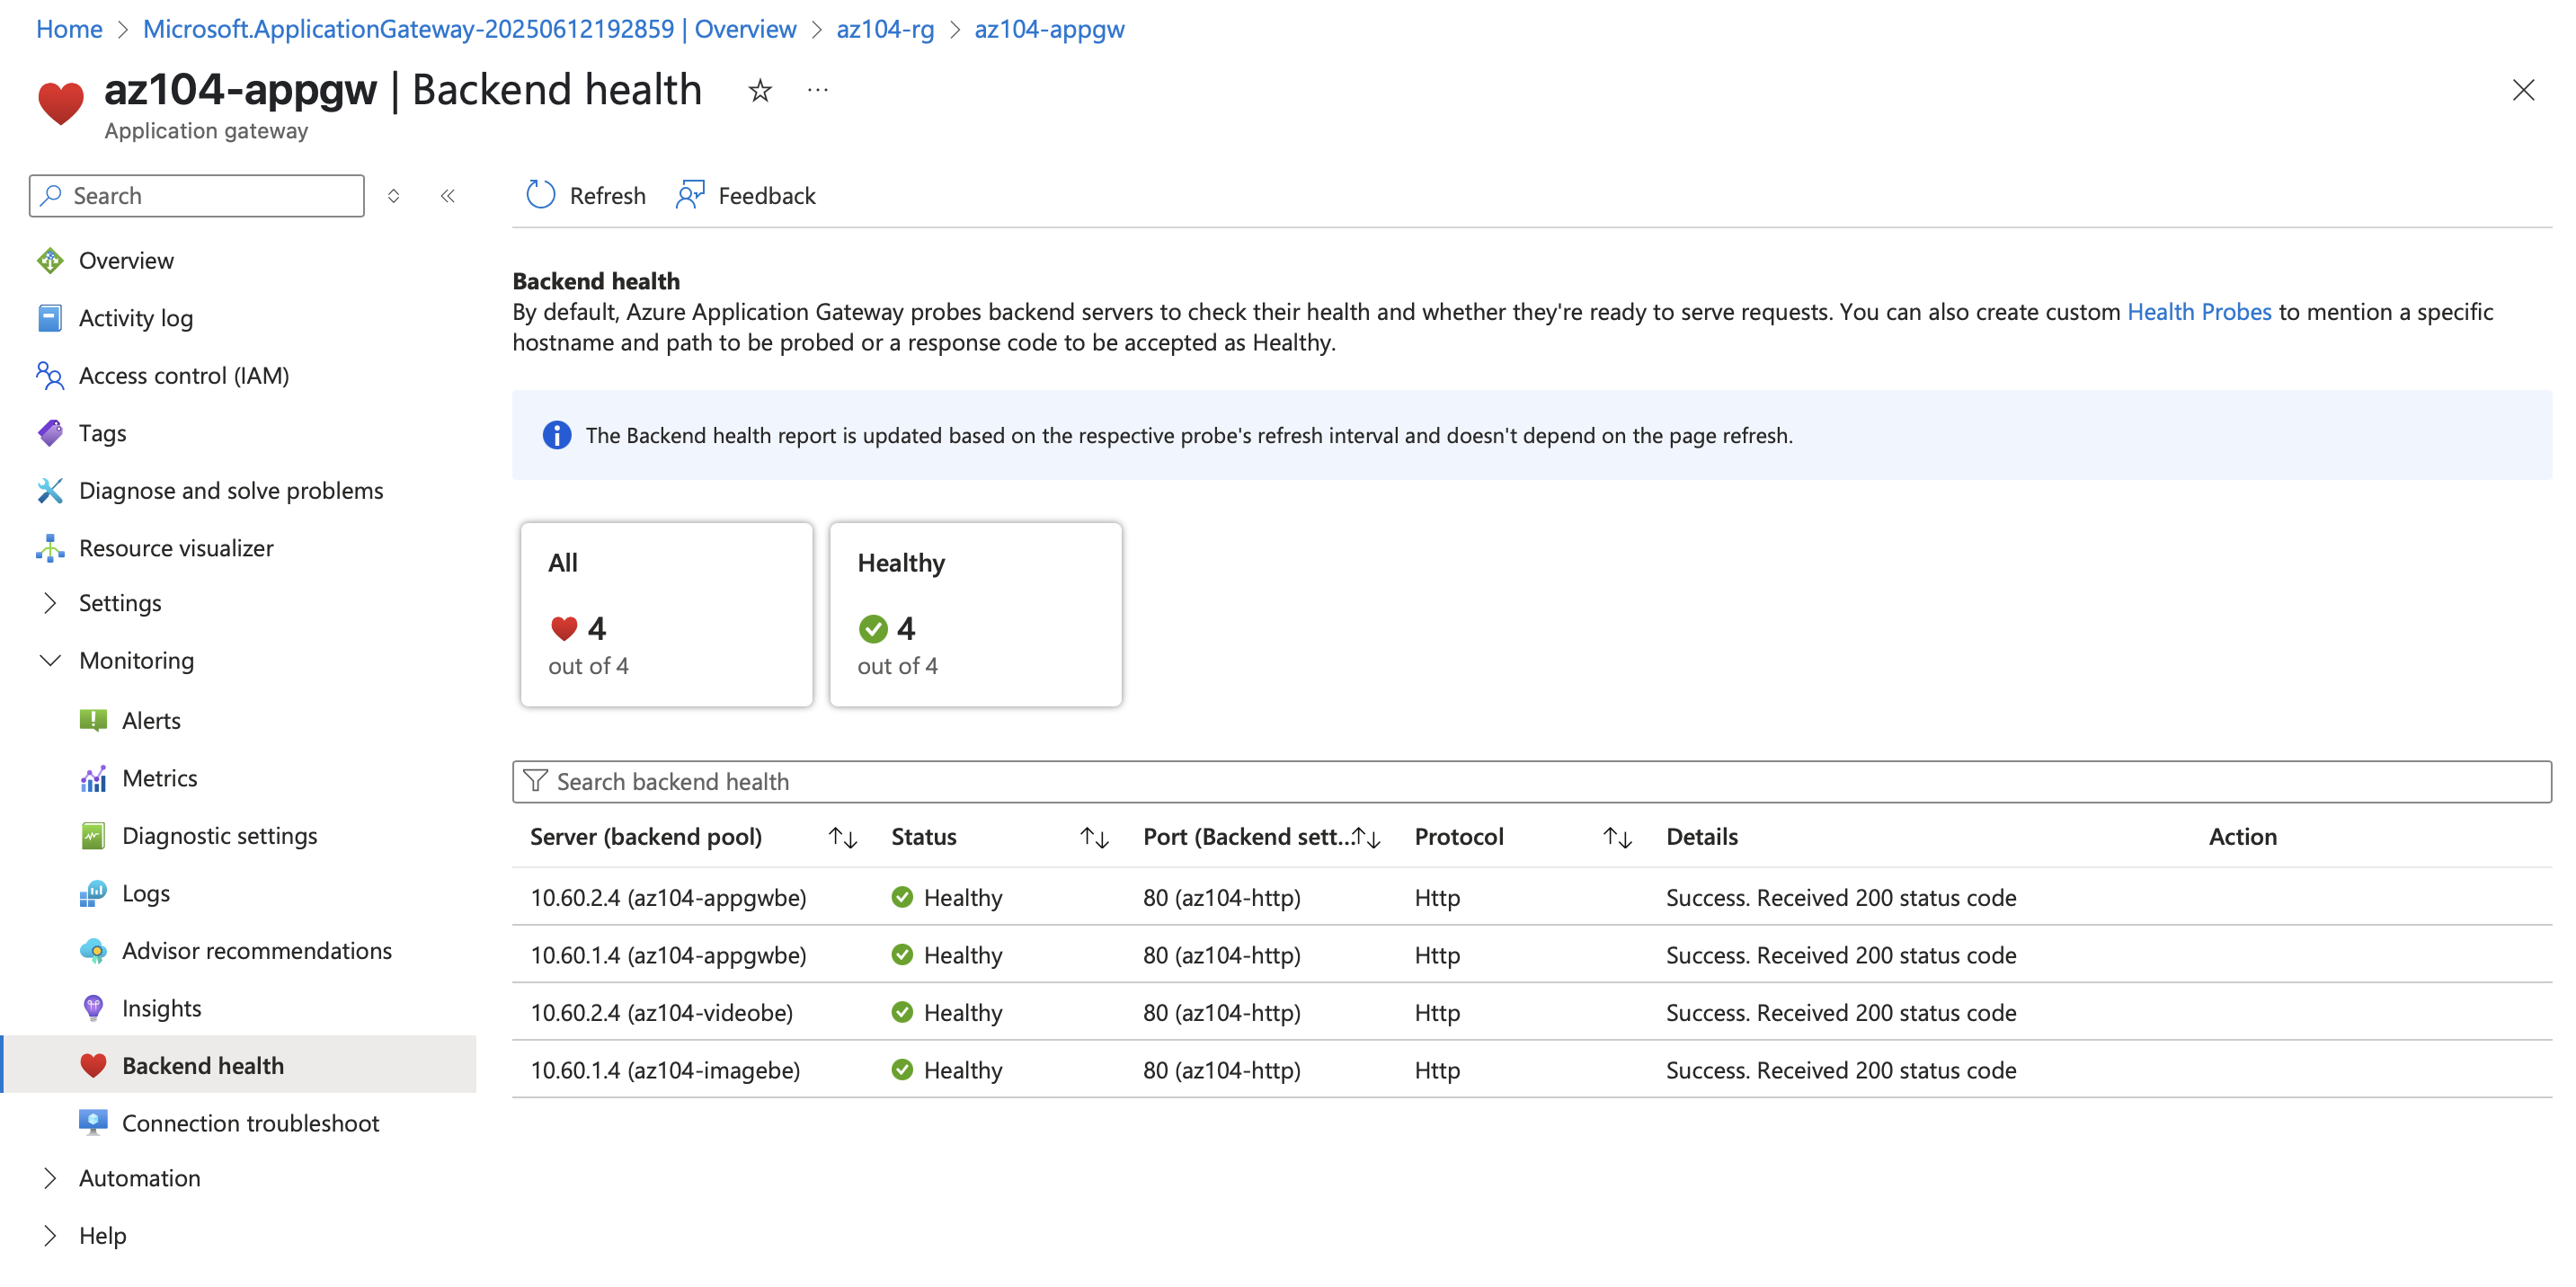 Home > Microsoft.ApplicationGateway-20250612192859 | Overview > az104-rg > az104-appgw
az104-appgw | Backend health
Application gateway
Search
Overview
Activity log
Access control (IAM)
Tags
Diagnose and solve problems
Resource visualizer
Settings
Monitoring
Alerts
Metrics
Diagnostic settings
Logs
Advisor recommendations
Insights
Backend health
Connection troubleshoot
Automation
Help
Refresh Feedback
Backend health
By default, Azure Application Gateway probes backend servers to check their health and whether they're ready to serve requests. You can also create custom Health Probes to mention a specific
hostname and path to be probed or a response code to be accepted as Healthy.
The Backend health report is updated based on the respective probe's refresh interval and doesn't depend on the page refresh.
All
4
out of 4
Healthy
4
out of 4
Search backend health
Server (backend pool) Status Port (Backend sett... Protocol Details Action
10.60.2.4 (az104-appgwbe) Healthy 80 (az104-http) Http Success. Received 200 status code
10.60.1.4 (az104-appgwbe) Healthy 80 (az104-http) Http Success. Received 200 status code
10.60.2.4 (az104-videobe) Healthy 80 (az104-http) Http Success. Received 200 status code
10.60.1.4 (az104-imagebe) Healthy 80 (az104-http) Http Success. Received 200 status code